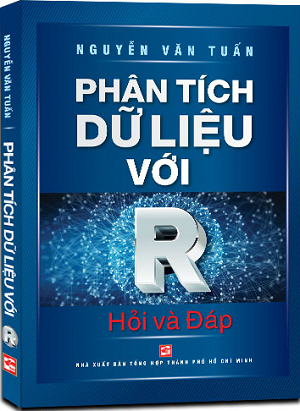 NGUYỄN VĂN TUẤN
PHÂN TÍCH
DỮ LIỆU
VỚI
R
Hỏi và Đáp
NHÀ XUẤT BẢN TỔNG HỢP THÀNH PHỐ HỒ CHÍ MINH
NGUYỄN VĂN TUẤN
PHÂN TÍCH DỮ LIỆU VỚI
R